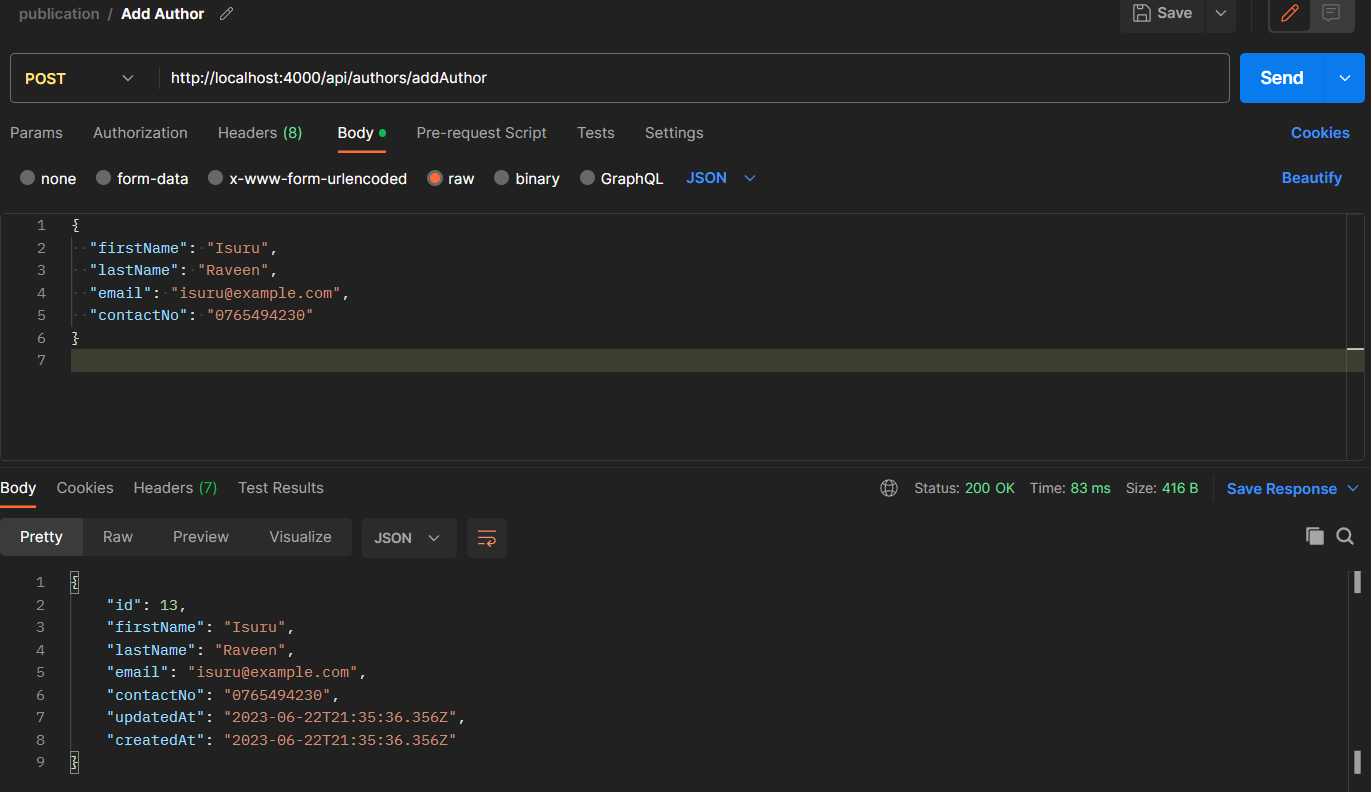 publication / Add Author Save
POST http://localhost:4000/api/authors/addAuthor Send
Params Authorization Headers (8) Body Pre-request Script Tests Settings Cookies
none form-data x-www-form-urlencoded raw binary GraphQL JSON Beautify
1 {
2 "firstName": "Isuru",
3 "lastName": "Raveen",
4 "email": "isuru@example.com",
5 "contactNo": "0765494230"
6 }
7
Body Cookies Headers (7) Test Results Status: 200 OK Time: 83 ms Size: 416 B Save Response
Pretty Raw Preview Visualize JSON
1 {
2 "id": 13,
3 "firstName": "Isuru",
4 "lastName": "Raveen",
5 "email": "isuru@example.com",
6 "contactNo": "0765494230",
7 "updatedAt": "2023-06-22T21:35:36.356Z",
8 "createdAt": "2023-06-22T21:35:36.356Z"
9 }